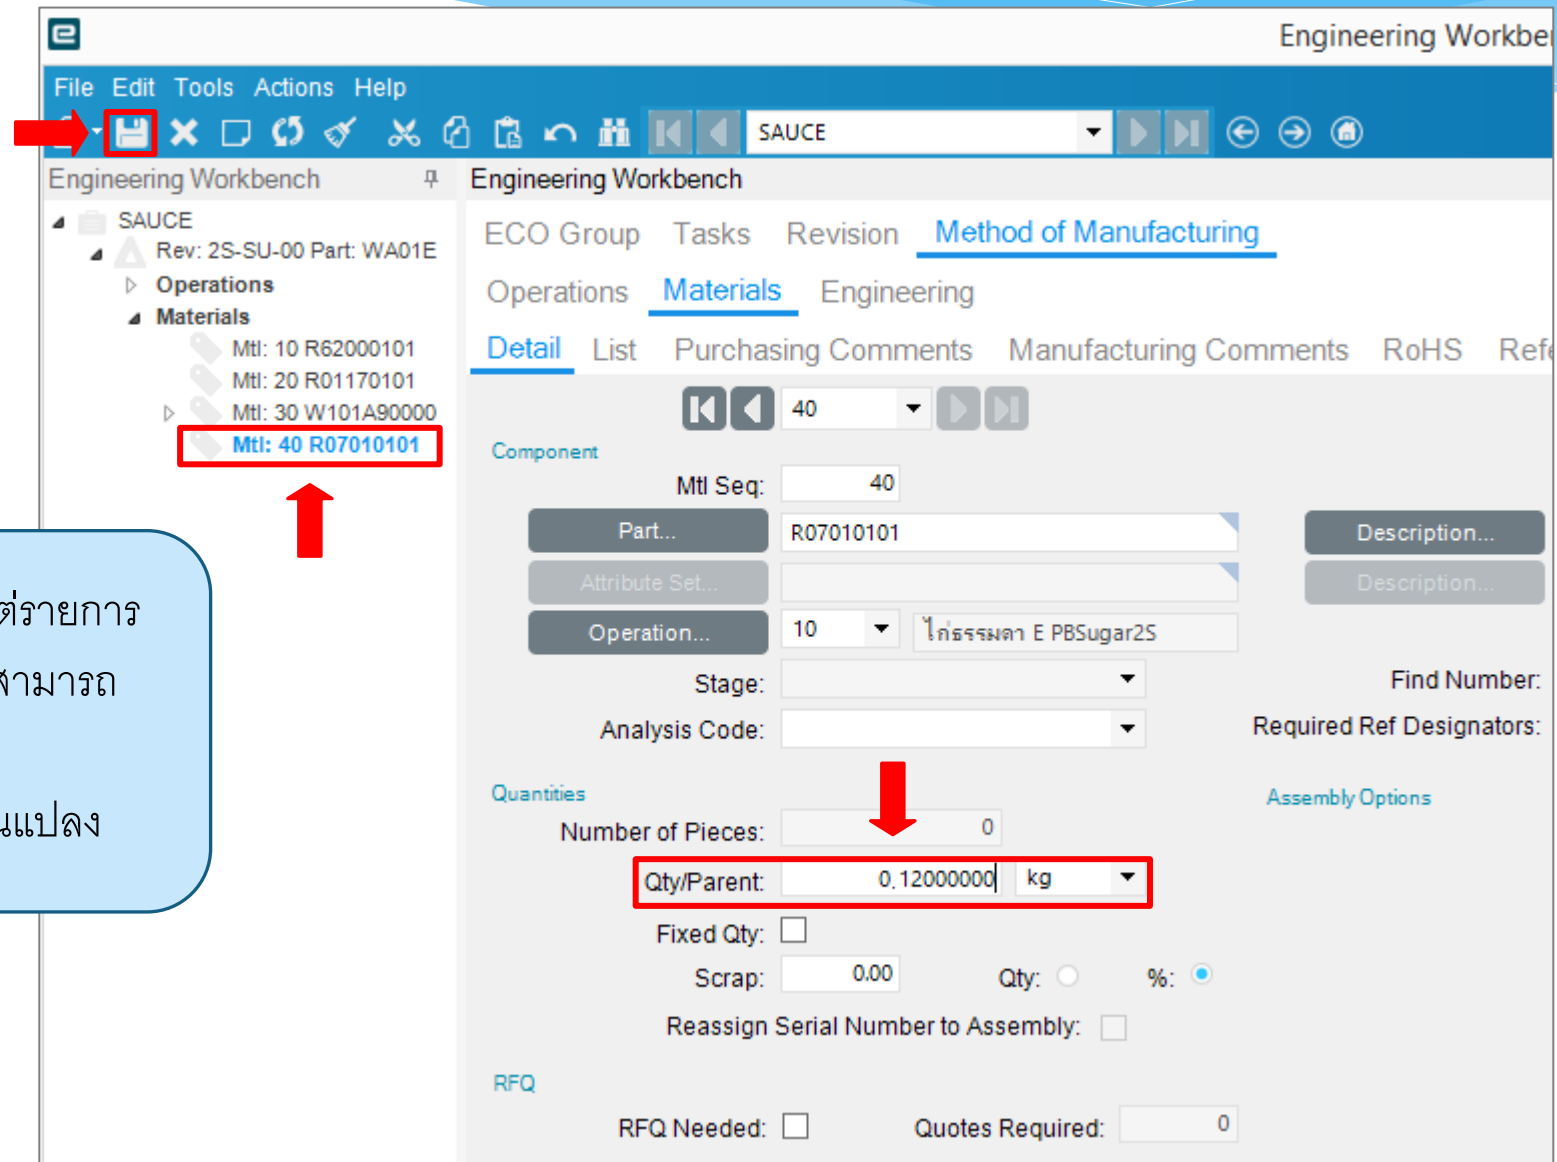 Engineering Workbe
File Edit Tools Actions Help
SAUCE
Engineering Workbench
Engineering Workbench
SAUCE
Rev: 2S-SU-00 Part: WA01E
Operations
Materials
Mtl: 10 R62000101
Mtl: 20 R01170101
Mtl: 30 W101A90000
Mtl: 40 R07010101
ต่รายการ
สามารถ
นแปลง
ECO Group Tasks Revision Method of Manufacturing
Operations Materials Engineering
Detail List Purchasing Comments Manufacturing Comments RoHS Refe
40
Component
Mtl Seq: 40
Part... R07010101 Description...
Attribute Set... Description...
Operation... 10 ไก่ธรรมดา E PBSugar2S
Stage: Find Number:
Analysis Code: Required Ref Designators:
Quantities Assembly Options
Number of Pieces: 0
Qty/Parent: 0.12000000 kg
Fixed Qty:
Scrap: 0.00 Qty: %:
Reassign Serial Number to Assembly:
RFQ
RFQ Needed: Quotes Required: 0